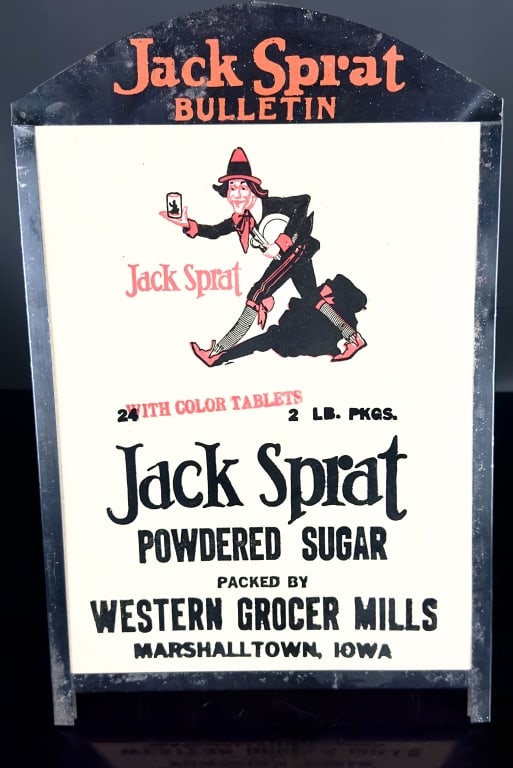 Jack Sprat
BULLETIN
Jack Sprat
WITH COLOR TABLETS
24 2 LB. PKGS.
Jack Sprat
POWDERED SUGAR
PACKED BY
WESTERN GROCER MILLS
MARSHALLTOWN, IOWA